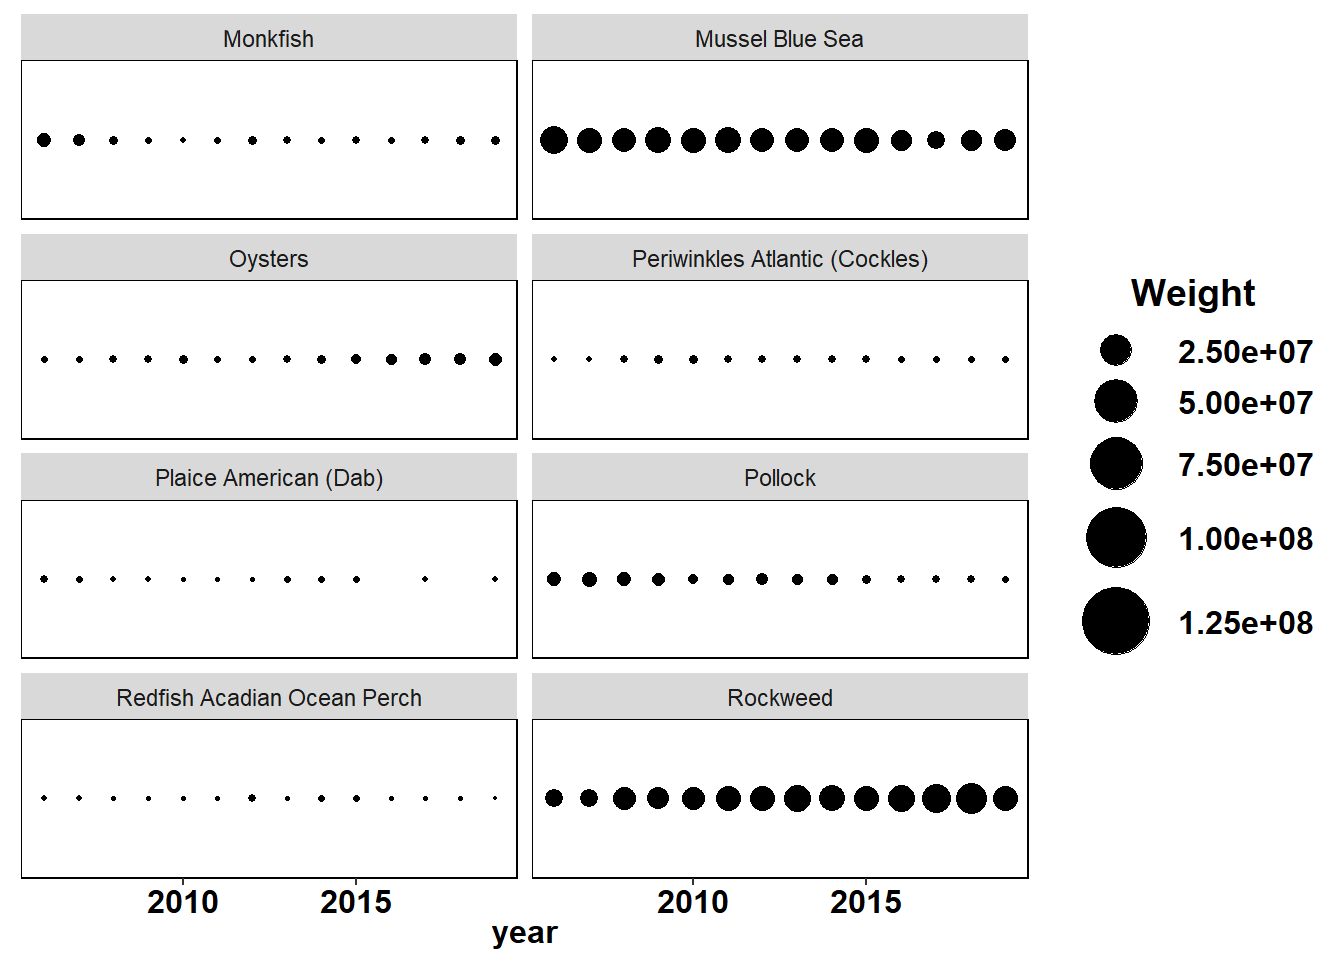 Monkfish
Mussel Blue Sea
Oysters
Periwinkles Atlantic (Cockles)
Plaice American (Dab)
Pollock
Redfish Acadian Ocean Perch
Rockweed
2010
2015
2010
2015
year
Weight
2.50e+07
5.00e+07
7.50e+07
1.00e+08
1.25e+08